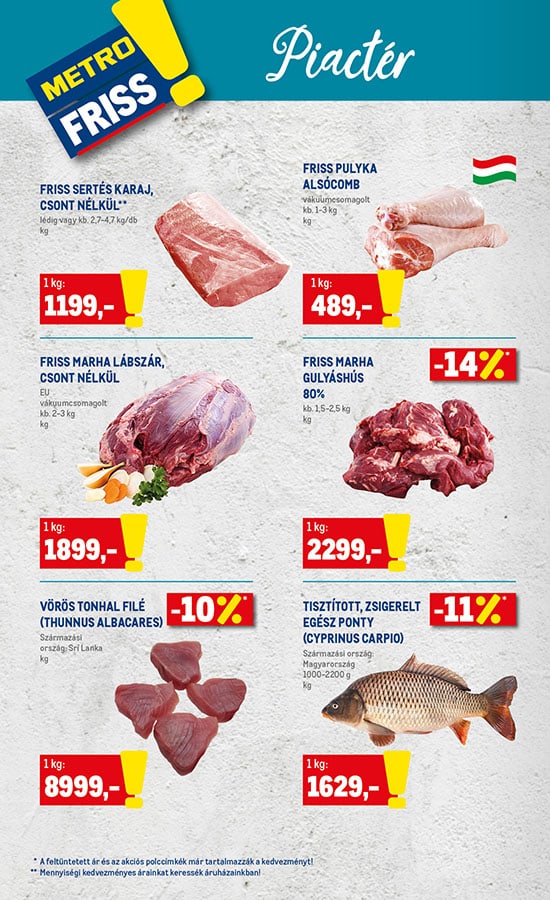 METRO
FRISS
Piactér
FRISS SERTÉS KARAJ,
CSONT NÉLKÜL**
lédig vagy kb. 2,7-4,7 kg/db
kg
1 kg:
1199,-
FRISS PULYKA
ALSÓCOMB
vákuumcsomagolt
kb. 1-3 kg
kg
1 kg:
489,-
FRISS MARHA LÁBSZÁR,
CSONT NÉLKÜL
EU
vákuumcsomagolt
kb. 2-3 kg
kg
1 kg:
1899,-
FRISS MARHA
GULYÁSHÚS
80%
kb. 1,5-2,5 kg
kg
-14%*
1 kg:
2299,-
VÖRÖS TONHAL FILÉ
(THUNNUS ALBACARES)
Származási
ország: Srí Lanka
kg
-10%*
1 kg:
8999,-
TISZTÍTOTT, ZSIGERELT
EGÉSZ PONTY
(CYPRINUS CARPIO)
Származási ország:
Magyarország
1000-2200 g
kg
-11%*
1 kg:
1629,-
* A feltüntetett ár és az akciós polccímkék már tartalmazzák a kedvezményt!
** Mennyiségi kedvezményes árainkat keressék áruházainkban!